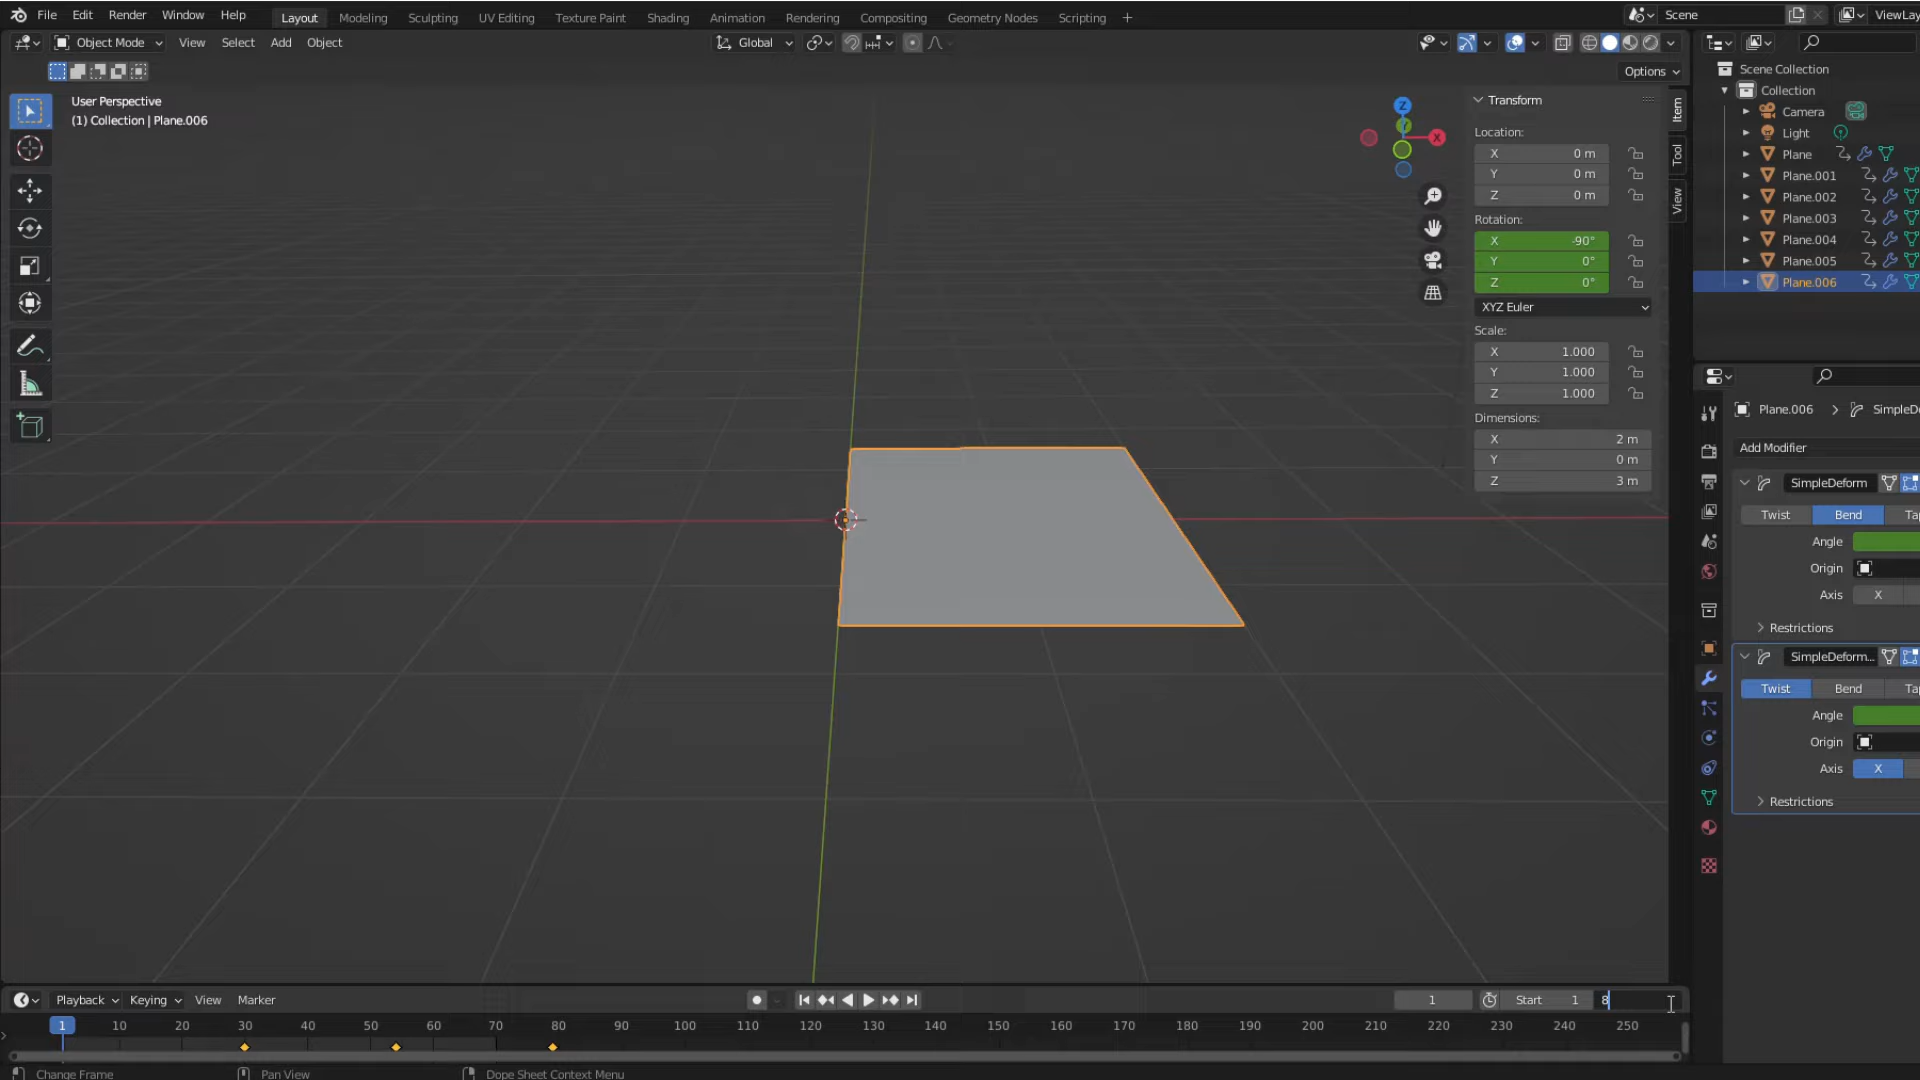 File Edit Render Window Help Layout Modeling Sculpting UV Editing Texture Paint Shading Animation Rendering Compositing Geometry Nodes Scripting + Scene ViewLay
Object Mode View Select Add Object Global
Options
User Perspective
(1) Collection | Plane.006
Z
Y
X
Transform
Location:
X 0 m
Y 0 m
Z 0 m
Rotation:
X -90°
Y 0°
Z 0°
XYZ Euler
Scale:
X 1.000
Y 1.000
Z 1.000
Dimensions:
X 2 m
Y 0 m
Z 3 m
Item
Tool
View
Scene Collection
Collection
Camera
Light
Plane
Plane.001
Plane.002
Plane.003
Plane.004
Plane.005
Plane.006
Plane.006 > SimpleDe
Add Modifier
SimpleDeform
Twist Bend Ta
Angle
Origin
Axis X
Restrictions
SimpleDeform...
Twist Bend Ta
Angle
Origin
Axis X
Restrictions
Playback Keying View Marker 1 Start 1 8
1 10 20 30 40 50 60 70 80 90 100 110 120 130 140 150 160 170 180 190 200 210 220 230 240 250
Change Frame Pan View Dope Sheet Context Menu